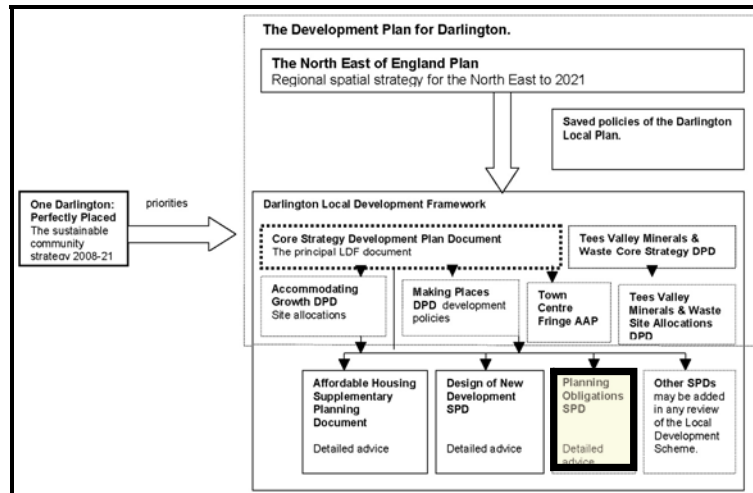 The Development Plan for Darlington.
The North East of England Plan
Regional spatial strategy for the North East to 2021
Saved policies of the Darlington
Local Plan.
One Darlington:
Perfectly Placed
The sustainable
community
strategy 2008-21
priorities
Darlington Local Development Framework
Core Strategy Development Plan Document
The principal LDF document
Tees Valley Minerals &
Waste Core Strategy DPD
Accommodating
Growth DPD
Site allocations
Making Places
DPD development
policies
Town
Centre
Fringe AAP
Tees Valley
Minerals & Waste
Site Allocations
DPD
Affordable Housing
Supplementary
Planning
Document
Detailed advice
Design of New
Development
SPD
Detailed advice
Planning
Obligations
SPD
Detailed
advice
Other SPDs
may be added
in any review
of the Local
Development
Scheme.